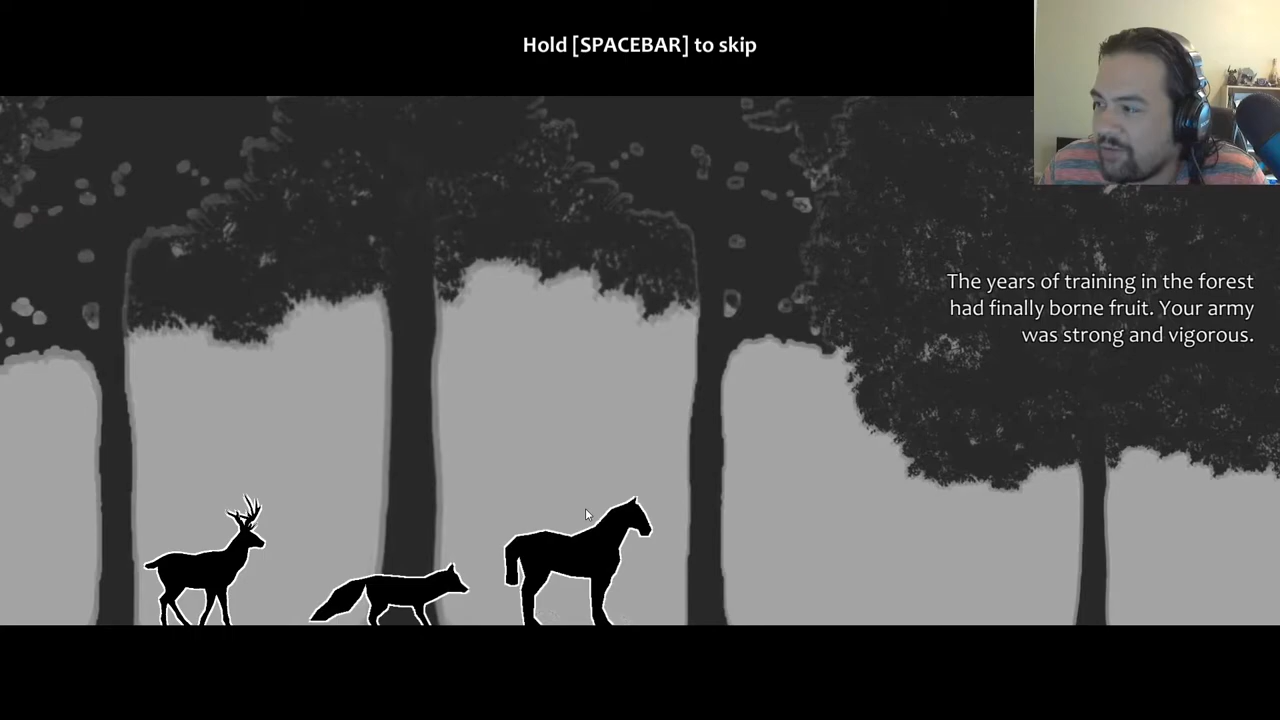 Hold [SPACEBAR] to skip
The years of training in the forest
had finally borne fruit. Your army
was strong and vigorous.